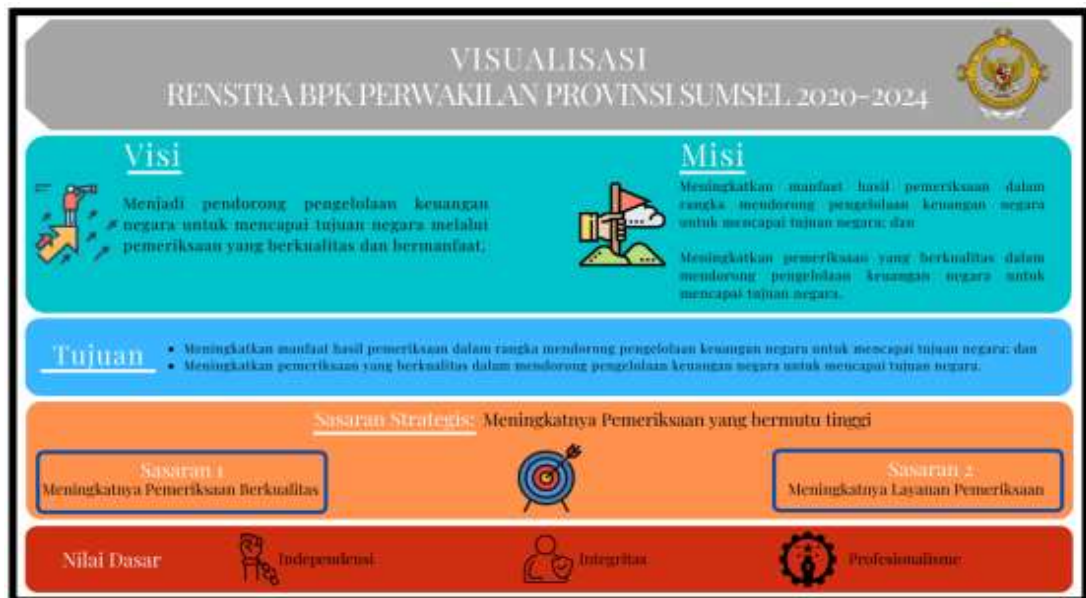 VISUALISASI
RENSTRA BPK PERWAKILAN PROVINSI SUMSEL 2020-2024
Visi
Menjadi pendorong pengelolaan keuangan
negara untuk mencapai tujuan negara melalui
pemeriksaan yang berkualitas dan bermanfaat,
Misi
Meningkatkan manfaat hasil pemeriksaan dalam
rangka mendorong pengelolaan keuangan negara
untuk mencapai tujuan negara; dan
Meningkatkan pemeriksaan yang berkualitas dalam
mendorong pengelolaan keuangan negara untuk
mencapai tujuan negara.
Tujuan
• Meningkatkan manfaat hasil pemeriksaan dalam rangka mendorong pengelolaan keuangan negara untuk mencapai tujuan negara; dan
• Meningkatkan pemeriksaan yang berkualitas dalam mendorong pengelolaan keuangan negara untuk mencapai tujuan negara.
Sasaran Strategis: Meningkatnya Pemeriksaan yang bermutu tinggi
Sasaran 1
Meningkatnya Pemeriksaan Berkualitas
Sasaran 2
Meningkatnya Layanan Pemeriksaan
Nilai Dasar
Independensi
Integritas
Profesionalisme